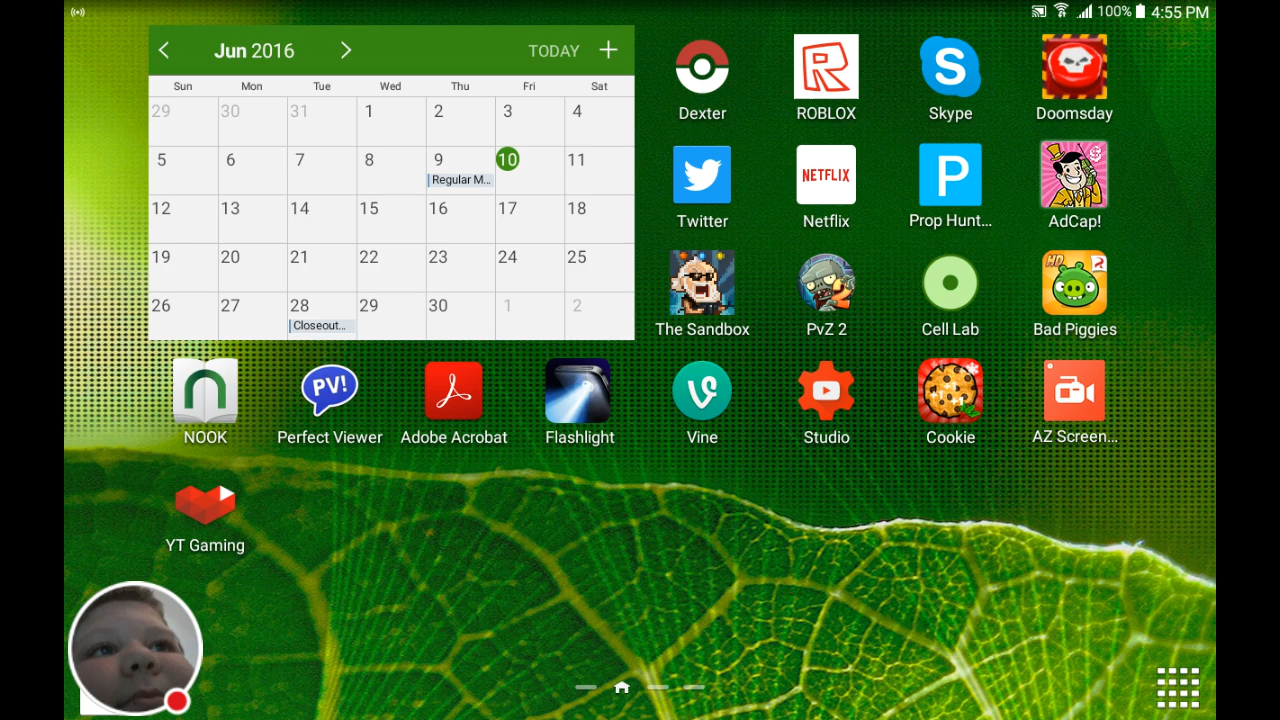 100% 4:55 PM
Jun 2016 TODAY +
Sun Mon Tue Wed Thu Fri Sat
29 30 31 1 2 3 4
5 6 7 8 9 10 11
Regular M...
12 13 14 15 16 17 18
19 20 21 22 23 24 25
26 27 28 29 30 1 2
Closeout...
R S
Dexter ROBLOX Skype Doomsday
NETFLIX P $
Twitter Netflix Prop Hunt... AdCap!
2 HD R
The Sandbox PvZ 2 Cell Lab Bad Piggies
n PV! +1 +1
NOOK Perfect Viewer Adobe Acrobat Flashlight Vine Studio Cookie AZ Screen...
YT Gaming